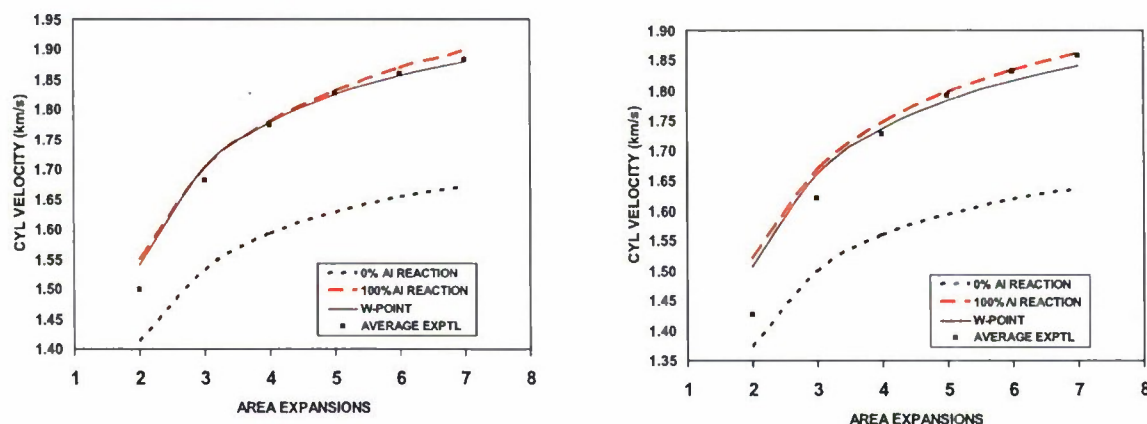 1.95
1.90
1.85
1.80
1.75
1.70
1.65
1.60
1.55
1.50
1.45
1.40
CYL VELOCITY (km/s)
0% Al REACTION
100%Al REACTION
W-POINT
AVERAGE EXPTL
1 2 3 4 5 6 7 8
AREA EXPANSIONS
1.90
1.85
1.80
1.75
1.70
1.65
1.60
1.55
1.50
1.45
1.40
1.35
CYL VELOCITY (km/s)
0% Al REACTION
100% Al REACTION
W-POINT
AVERAGE EXPTL
1 2 3 4 5 6 7 8
AREA EXPANSIONS